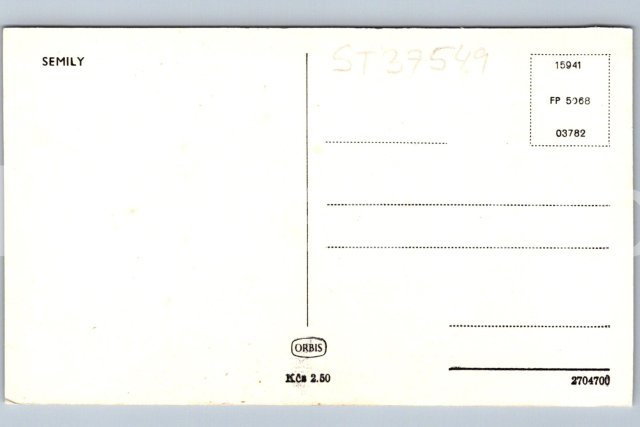 SEMILY
ST37549
15941
FP 5068
03782
ORBIS
Kčs 2.50
2704700